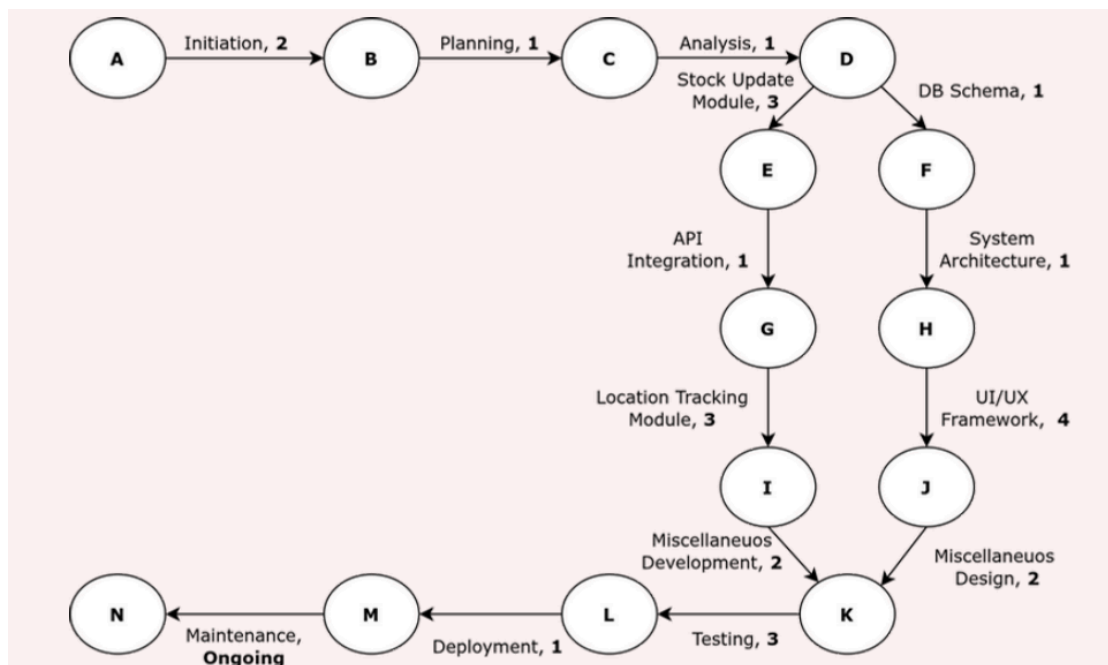 A
Initiation, 2
B
Planning, 1
C
Analysis, 1
D
Stock Update
Module, 3
DB Schema, 1
E
F
API
Integration, 1
System
Architecture, 1
G
H
Location Tracking
Module, 3
UI/UX
Framework, 4
I
J
Miscellaneuos
Development, 2
Miscellaneuos
Design, 2
N
Maintenance,
Ongoing
M
Deployment, 1
L
Testing, 3
K